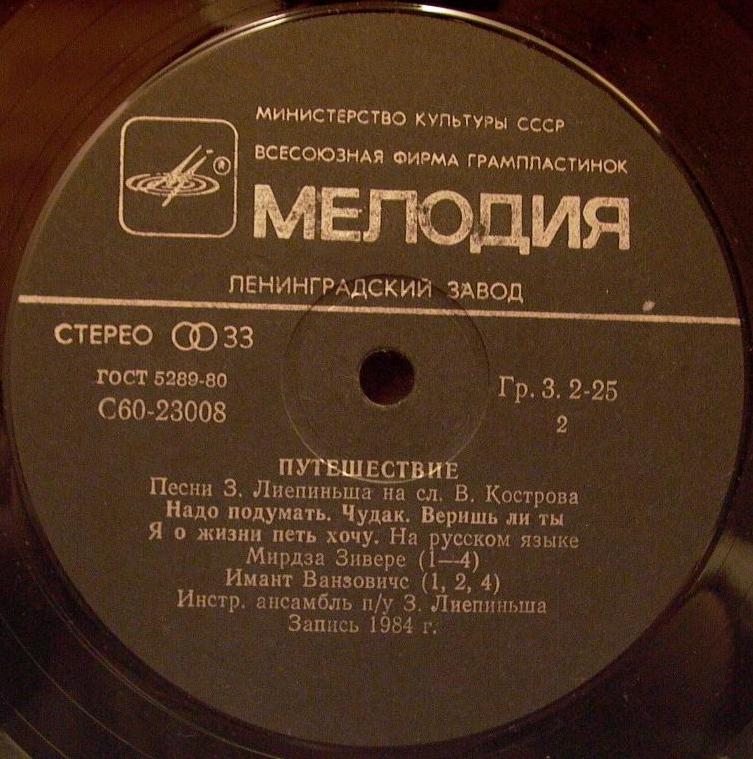 МИНИСТЕРСТВО КУЛЬТУРЫ СССР
ВСЕСОЮЗНАЯ ФИРМА ГРАМПЛАСТИНОК
®
МЕЛОДИЯ
ЛЕНИНГРАДСКИЙ ЗАВОД
СТЕРЕО 33
ГОСТ 5289-80
С60-23008
Гр. 3. 2-25
2
ПУТЕШЕСТВИЕ
Песни З. Лиепиньша на сл. В. Кострова
Надо подумать. Чудак. Веришь ли ты
Я о жизни петь хочу. На русском языке
Мирдза Зивере (1—4)
Имант Ванзовичс (1, 2, 4)
Инстр. ансамбль п/у З. Лиепиньша
Запись 1984 г.